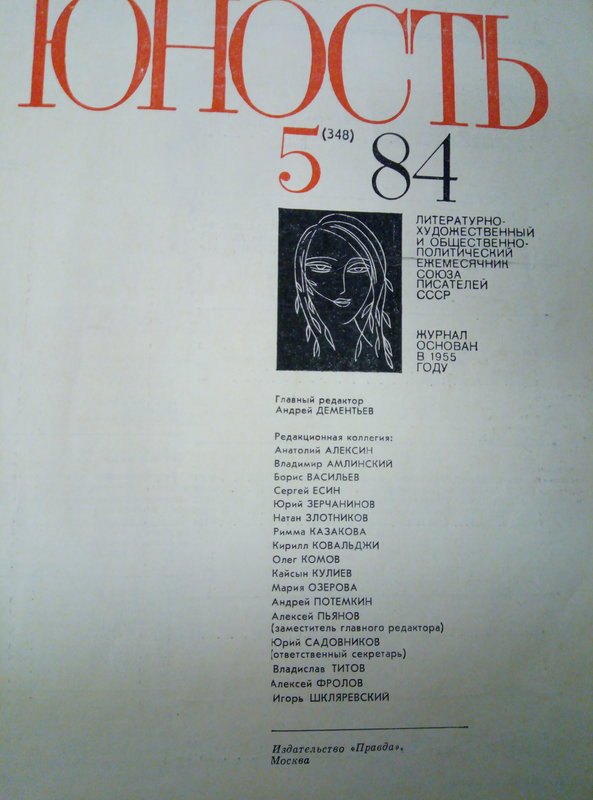 ЮНОСТЬ
5 (348) 84
ЛИТЕРАТУРНО-
ХУДОЖЕСТВЕННЫЙ
И ОБЩЕСТВЕННО-
ПОЛИТИЧЕСКИЙ
ЕЖЕМЕСЯЧНИК
СОЮЗА
ПИСАТЕЛЕЙ
СССР
ЖУРНАЛ
ОСНОВАН
В 1955
ГОДУ
Главный редактор
Андрей ДЕМЕНТЬЕВ
Редакционная коллегия:
Анатолий АЛЕКСИН
Владимир АМЛИНСКИЙ
Борис ВАСИЛЬЕВ
Сергей ЕСИН
Юрий ЗЕРЧАНИНОВ
Натан ЗЛОТНИКОВ
Римма КАЗАКОВА
Кирилл КОВАЛЬДЖИ
Олег КОМОВ
Кайсын КУЛИЕВ
Мария ОЗЕРОВА
Андрей ПОТЕМКИН
Алексей ПЬЯНОВ
(заместитель главного редактора)
Юрий САДОВНИКОВ
(ответственный секретарь)
Владислав ТИТОВ
Алексей ФРОЛОВ
Игорь ШКЛЯРЕВСКИЙ
Издательство «Правда»,
Москва